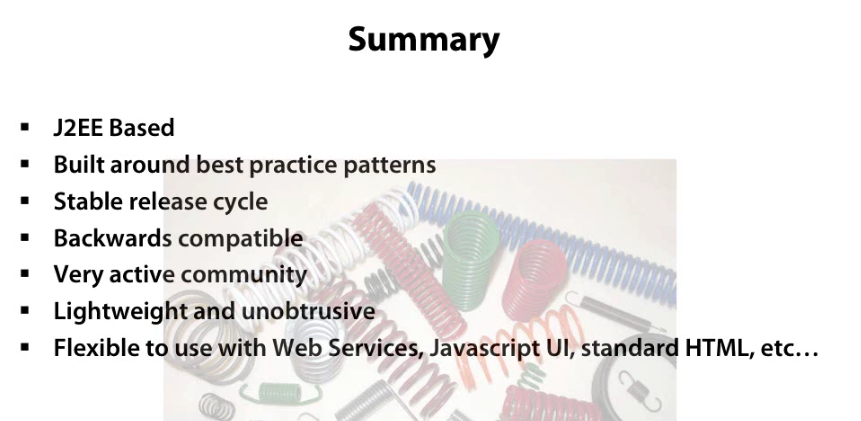 Summary
▪ J2EE Based
▪ Built around best practice patterns
▪ Stable release cycle
▪ Backwards compatible
▪ Very active community
▪ Lightweight and unobtrusive
▪ Flexible to use with Web Services, Javascript UI, standard HTML, etc…